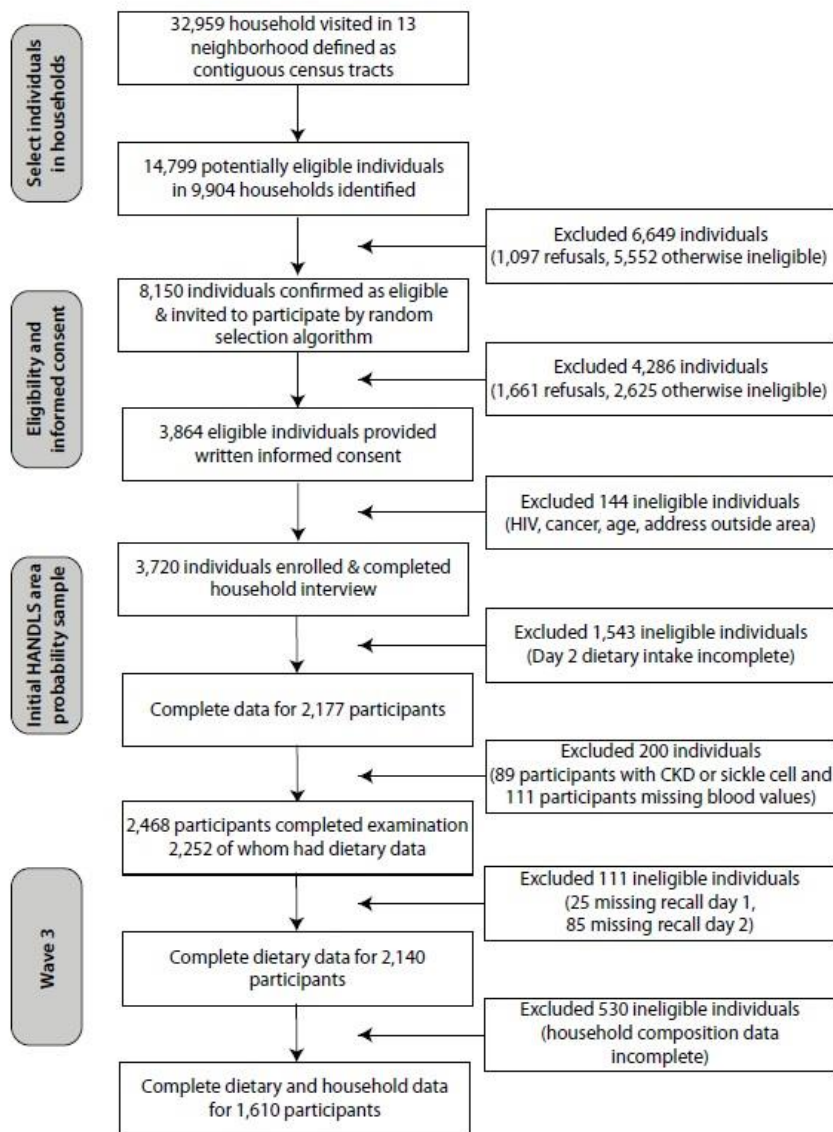 Select individuals
in households
32,959 household visited in 13
neighborhood defined as
contiguous census tracts
14,799 potentially eligible individuals
in 9,904 households identified
Excluded 6,649 individuals
(1,097 refusals, 5,552 otherwise ineligible)
Eligibility and
informed consent
8,150 individuals confirmed as eligible
& invited to participate by random
selection algorithm
Excluded 4,286 individuals
(1,661 refusals, 2,625 otherwise ineligible)
3,864 eligible individuals provided
written informed consent
Excluded 144 ineligible individuals
(HIV, cancer, age, address outside area)
Initial HANDLS area
probability sample
3,720 individuals enrolled & completed
household interview
Excluded 1,543 ineligible individuals
(Day 2 dietary intake incomplete)
Complete data for 2,177 participants
Excluded 200 individuals
(89 participants with CKD or sickle cell and
111 participants missing blood values)
Wave 3
2,468 participants completed examination
2,252 of whom had dietary data
Excluded 111 ineligible individuals
(25 missing recall day 1,
85 missing recall day 2)
Complete dietary data for 2,140
participants
Excluded 530 ineligible individuals
(household composition data
incomplete)
Complete dietary and household data
for 1,610 participants